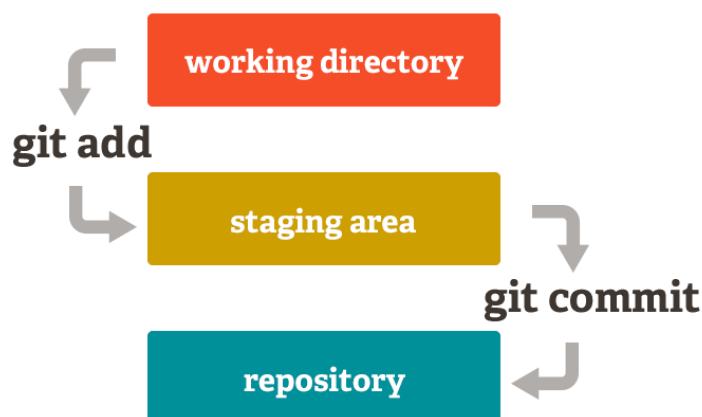 working directory
git add
staging area
git commit
repository